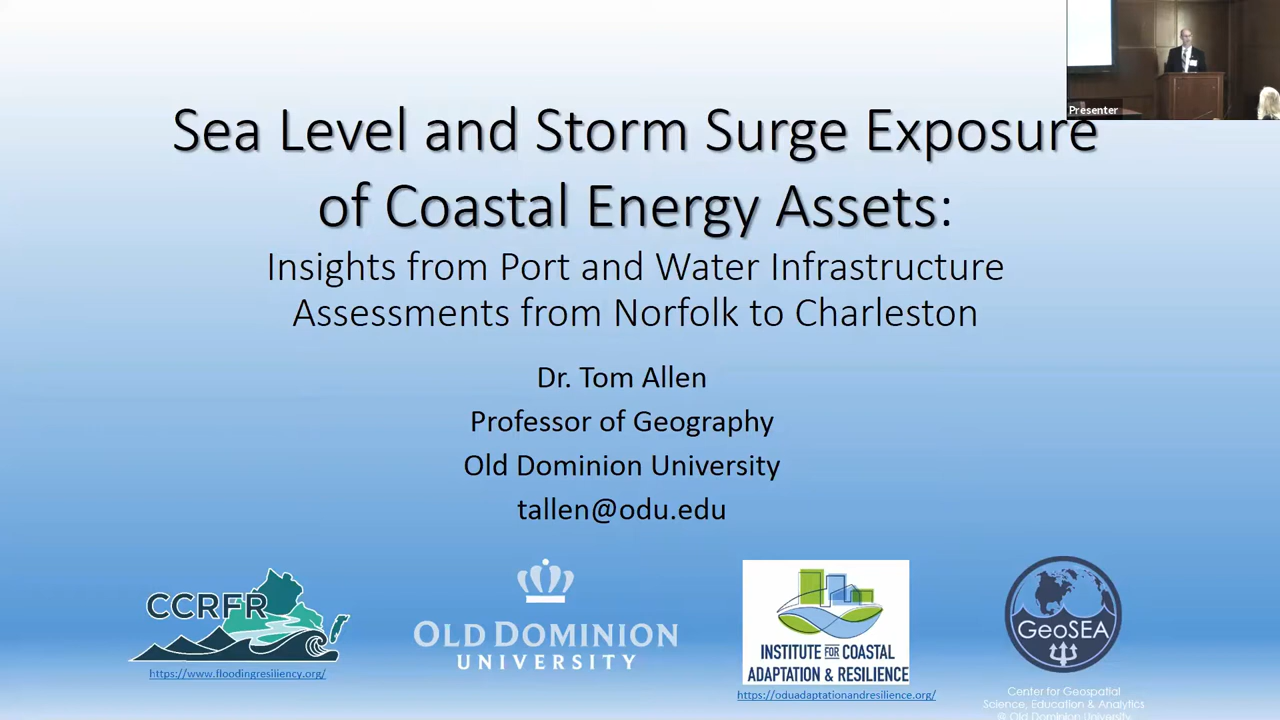 Presenter
Sea Level and Storm Surge Exposure
of Coastal Energy Assets:
Insights from Port and Water Infrastructure
Assessments from Norfolk to Charleston
Dr. Tom Allen
Professor of Geography
Old Dominion University
tallen@odu.edu
CCRFR
https://www.floodingresiliency.org/
OLD DOMINION
UNIVERSITY
INSTITUTE FOR COASTAL
ADAPTATION & RESILIENCE
https://oduadaptationandresilience.org/
GeoSEA
Center for Geospatial
Science, Education & Analytics
@ Old Dominion University